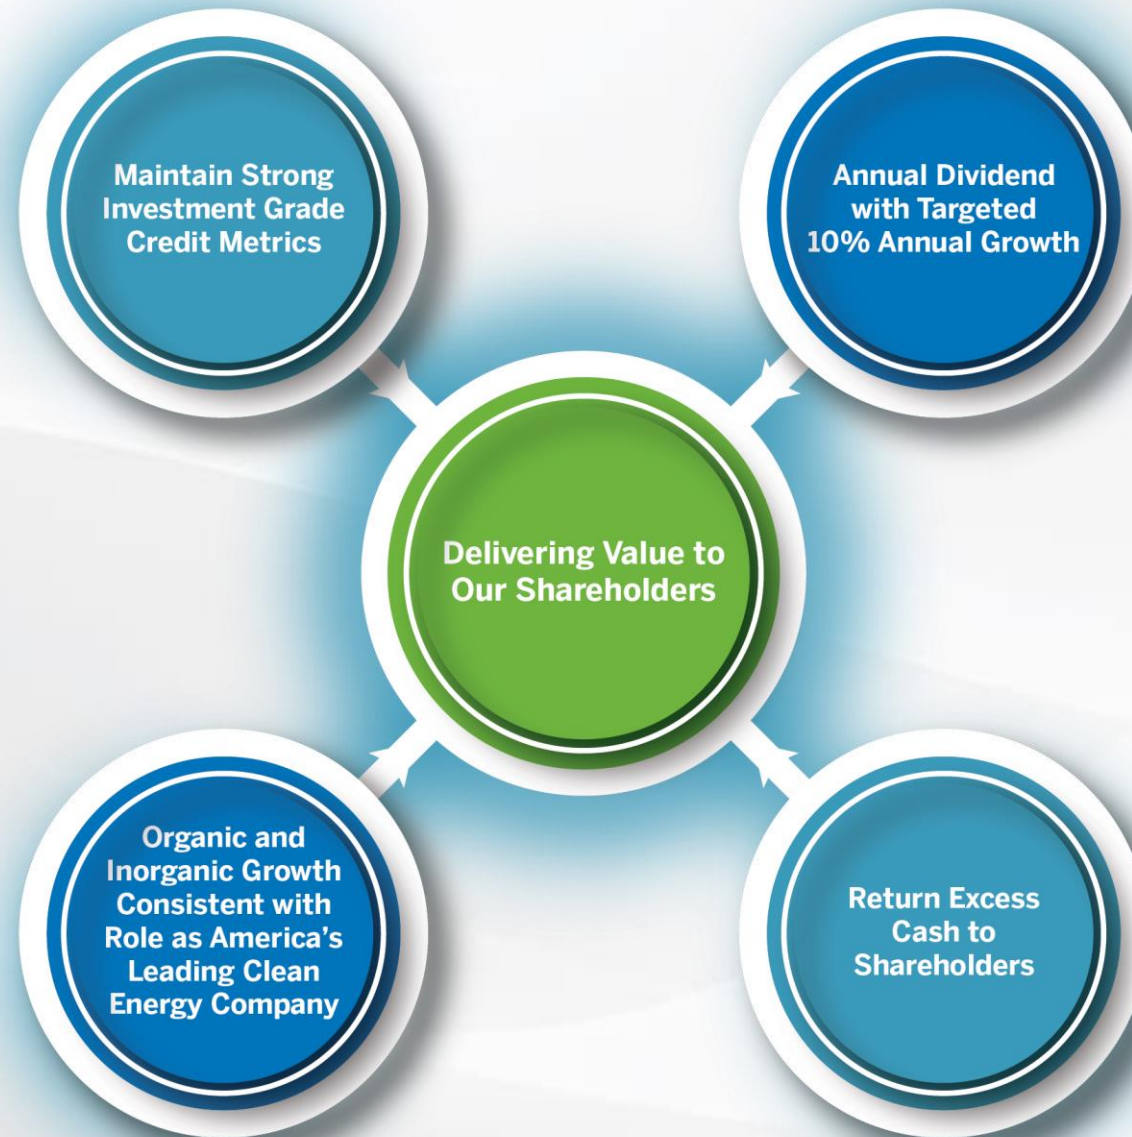 Maintain Strong
Investment Grade
Credit Metrics
Annual Dividend
with Targeted
10% Annual Growth
Delivering Value to
Our Shareholders
Organic and
Inorganic Growth
Consistent with
Role as America’s
Leading Clean
Energy Company
Return Excess
Cash to
Shareholders